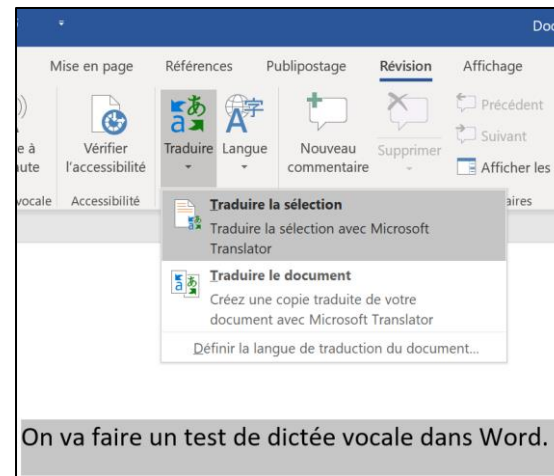 Doc
Mise en page Références Publipostage Révision Affichage
Vérifier l'accessibilité
Traduire Langue
Nouveau commentaire
Supprimer
Précédent
Suivant
Afficher les
vocale Accessibilité
Traduire la sélection
Traduire la sélection avec Microsoft
Translator
Traduire le document
Créez une copie traduite de votre
document avec Microsoft Translator
Définir la langue de traduction du document...
On va faire un test de dictée vocale dans Word.